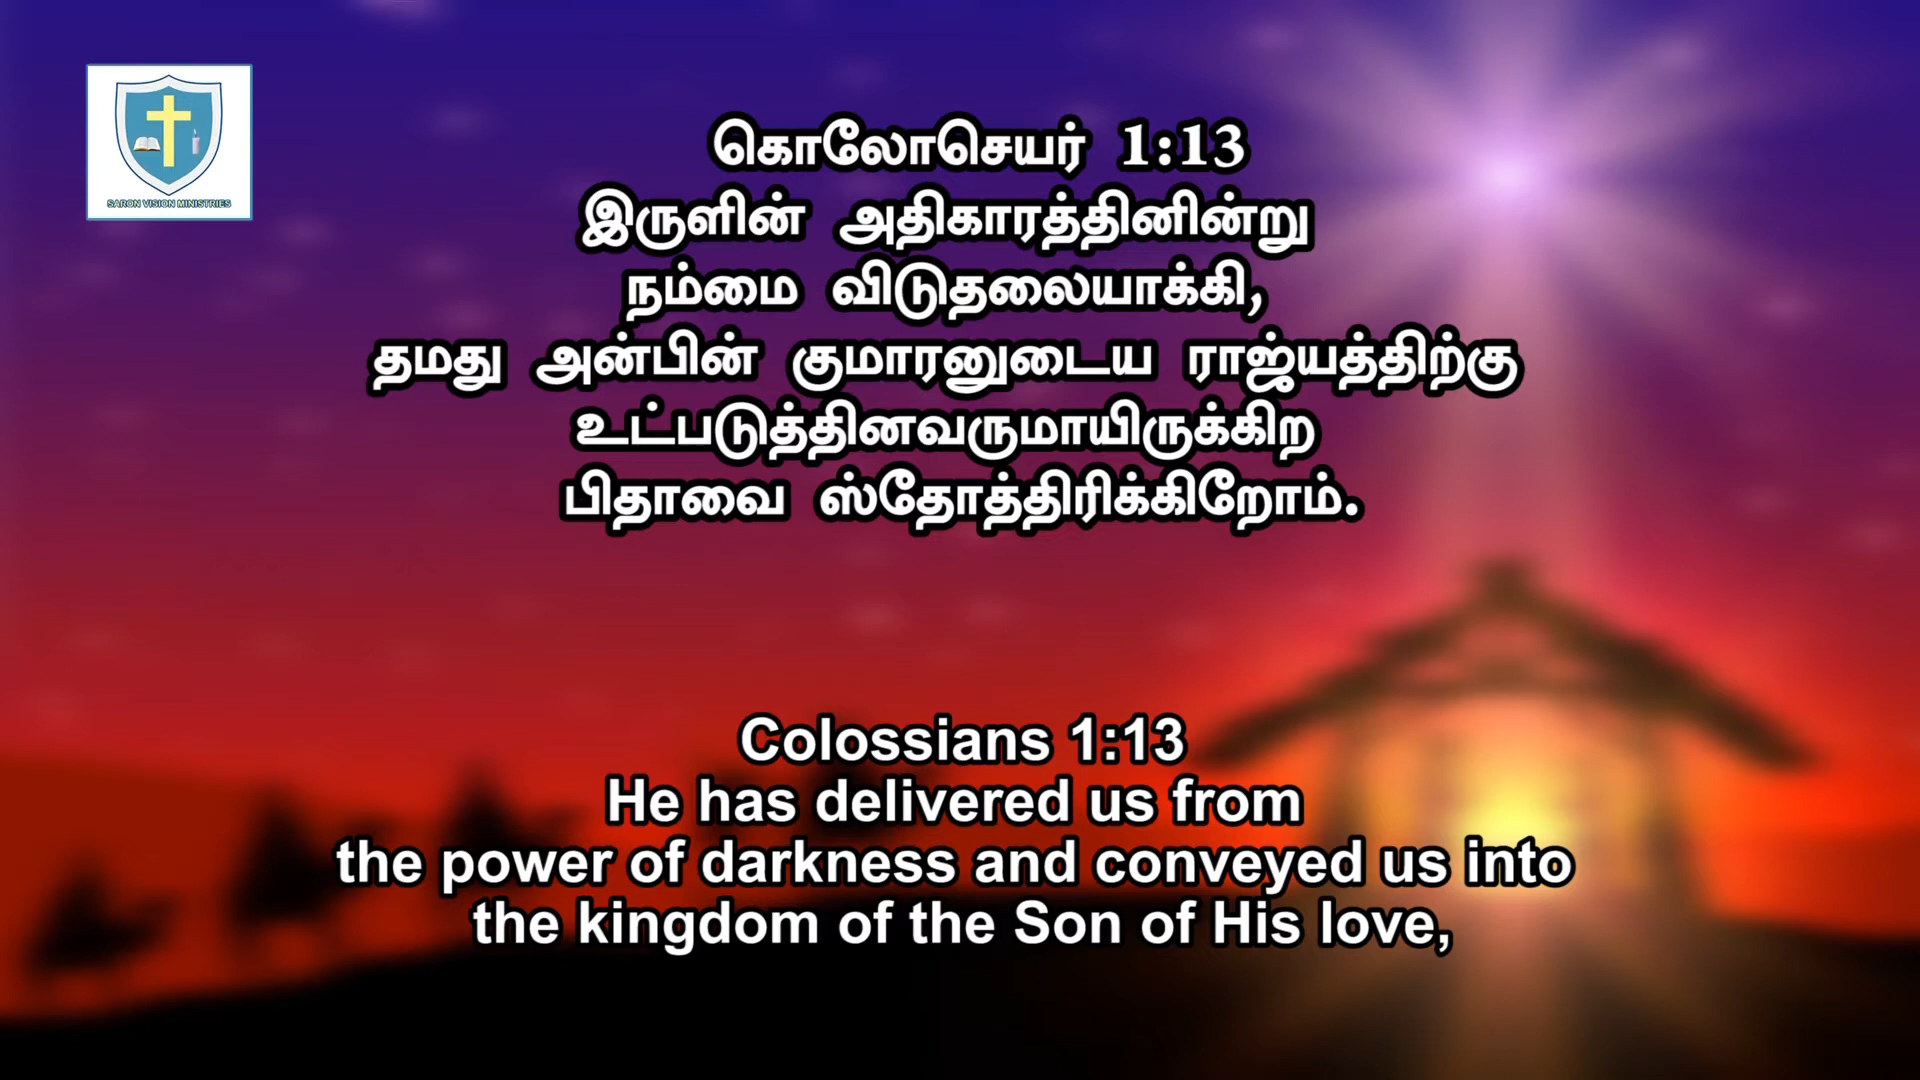 SARON VISION MINISTRIES
கொலோசெயர் 1:13
இருளின் அதிகாரத்தினின்று
நம்மை விடுதலையாக்கி,
தமது அன்பின் குமாரனுடைய ராஜ்யத்திற்கு
உட்படுத்தினவருமாயிருக்கிற
பிதாவை ஸ்தோத்திரிக்கிறோம்.
Colossians 1:13
He has delivered us from
the power of darkness and conveyed us into
the kingdom of the Son of His love,